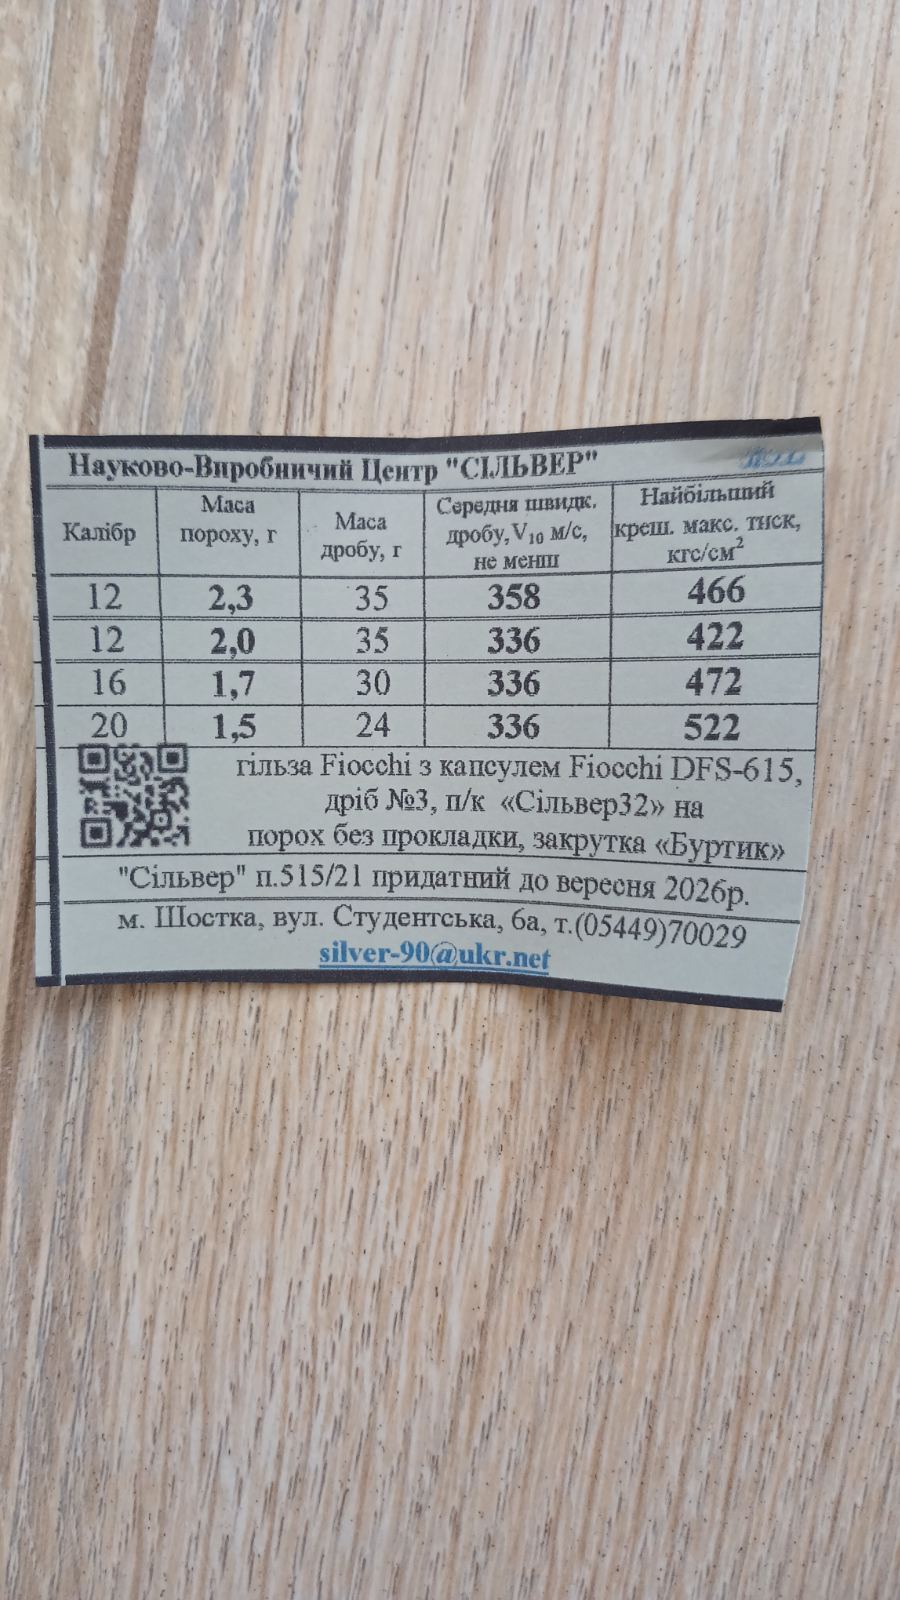 Науково-Виробничий Центр "СІЛЬВЕР"
Калібр Маса пороху, г Маса дробу, г Середня швидк. дробу, V₁₀ м/с, не менш Найбільший креш. макс. тиск, кгс/см²
12 2,3 35 358 466
12 2,0 35 336 422
16 1,7 30 336 472
20 1,5 24 336 522
гільза Fiocchi з капсулем Fiocchi DFS-615,
дріб №3, п/к «Сільвер32» на
порох без прокладки, закрутка «Буртик»
"Сільвер" п.515/21 придатний до вересня 2026р.
м. Шостка, вул. Студентська, 6а, т.(05449)70029
silver-90@ukr.net